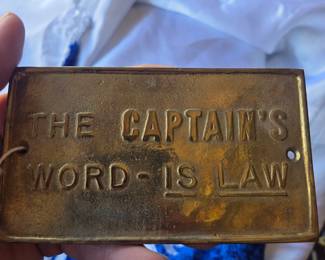 THE CAPTAIN'S
WORD - IS LAW